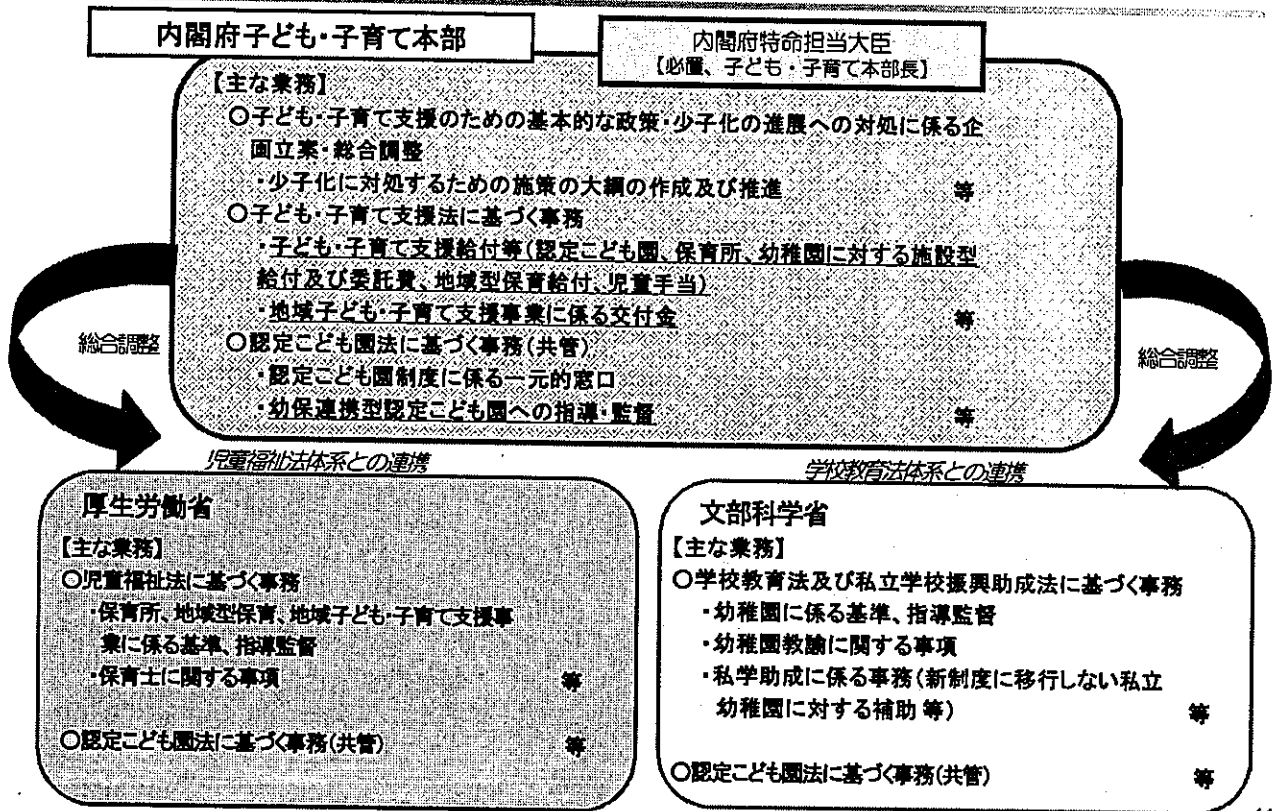 内閣府子ども・子育て本部
内閣府特命担当大臣
【必置、子ども・子育て本部長】
【主な業務】
〇子ども・子育て支援のための基本的な政策・少子化の進展への対処に係る企
画立案・総合調整
・少子化に対処するための施策の大綱の作成及び推進 等
〇子ども・子育て支援法に基づく事務
・子ども・子育て支援給付等(認定こども園、保育所、幼稚園に対する施設型
給付及び委託費、地域型保育給付、児童手当)
・地域子ども・子育て支援事業に係る交付金 等
〇認定こども園法に基づく事務(共管)
・認定こども園制度に係る一元的窓口
・幼保連携型認定こども園への指導・監督 等
総合調整
総合調整
児童福祉法体系との連携
学校教育法体系との連携
厚生労働省
【主な業務】
〇児童福祉法に基づく事務
・保育所、地域型保育、地域子ども・子育て支援事
業に係る基準、指導監督
・保育士に関する事項 等
〇認定こども園法に基づく事務(共管) 等
文部科学省
【主な業務】
〇学校教育法及び私立学校振興助成法に基づく事務
・幼稚園に係る基準、指導監督
・幼稚園教諭に関する事項
・私学助成に係る事務(新制度に移行しない私立
幼稚園に対する補助 等) 等
〇認定こども園法に基づく事務(共管) 等